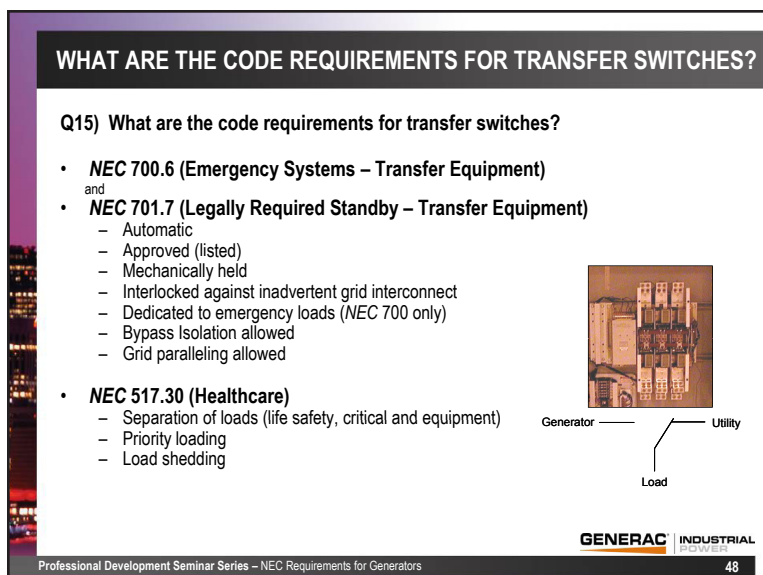 WHAT ARE THE CODE REQUIREMENTS FOR TRANSFER SWITCHES?
Q15) What are the code requirements for transfer switches?
• NEC 700.6 (Emergency Systems – Transfer Equipment)
and
• NEC 701.7 (Legally Required Standby – Transfer Equipment)
– Automatic
– Approved (listed)
– Mechanically held
– Interlocked against inadvertent grid interconnect
– Dedicated to emergency loads (NEC 700 only)
– Bypass Isolation allowed
– Grid paralleling allowed
• NEC 517.30 (Healthcare)
– Separation of loads (life safety, critical and equipment)
– Priority loading
– Load shedding
Generator
Utility
Load
GENERAC | INDUSTRIAL
POWER
Professional Development Seminar Series – NEC Requirements for Generators
48